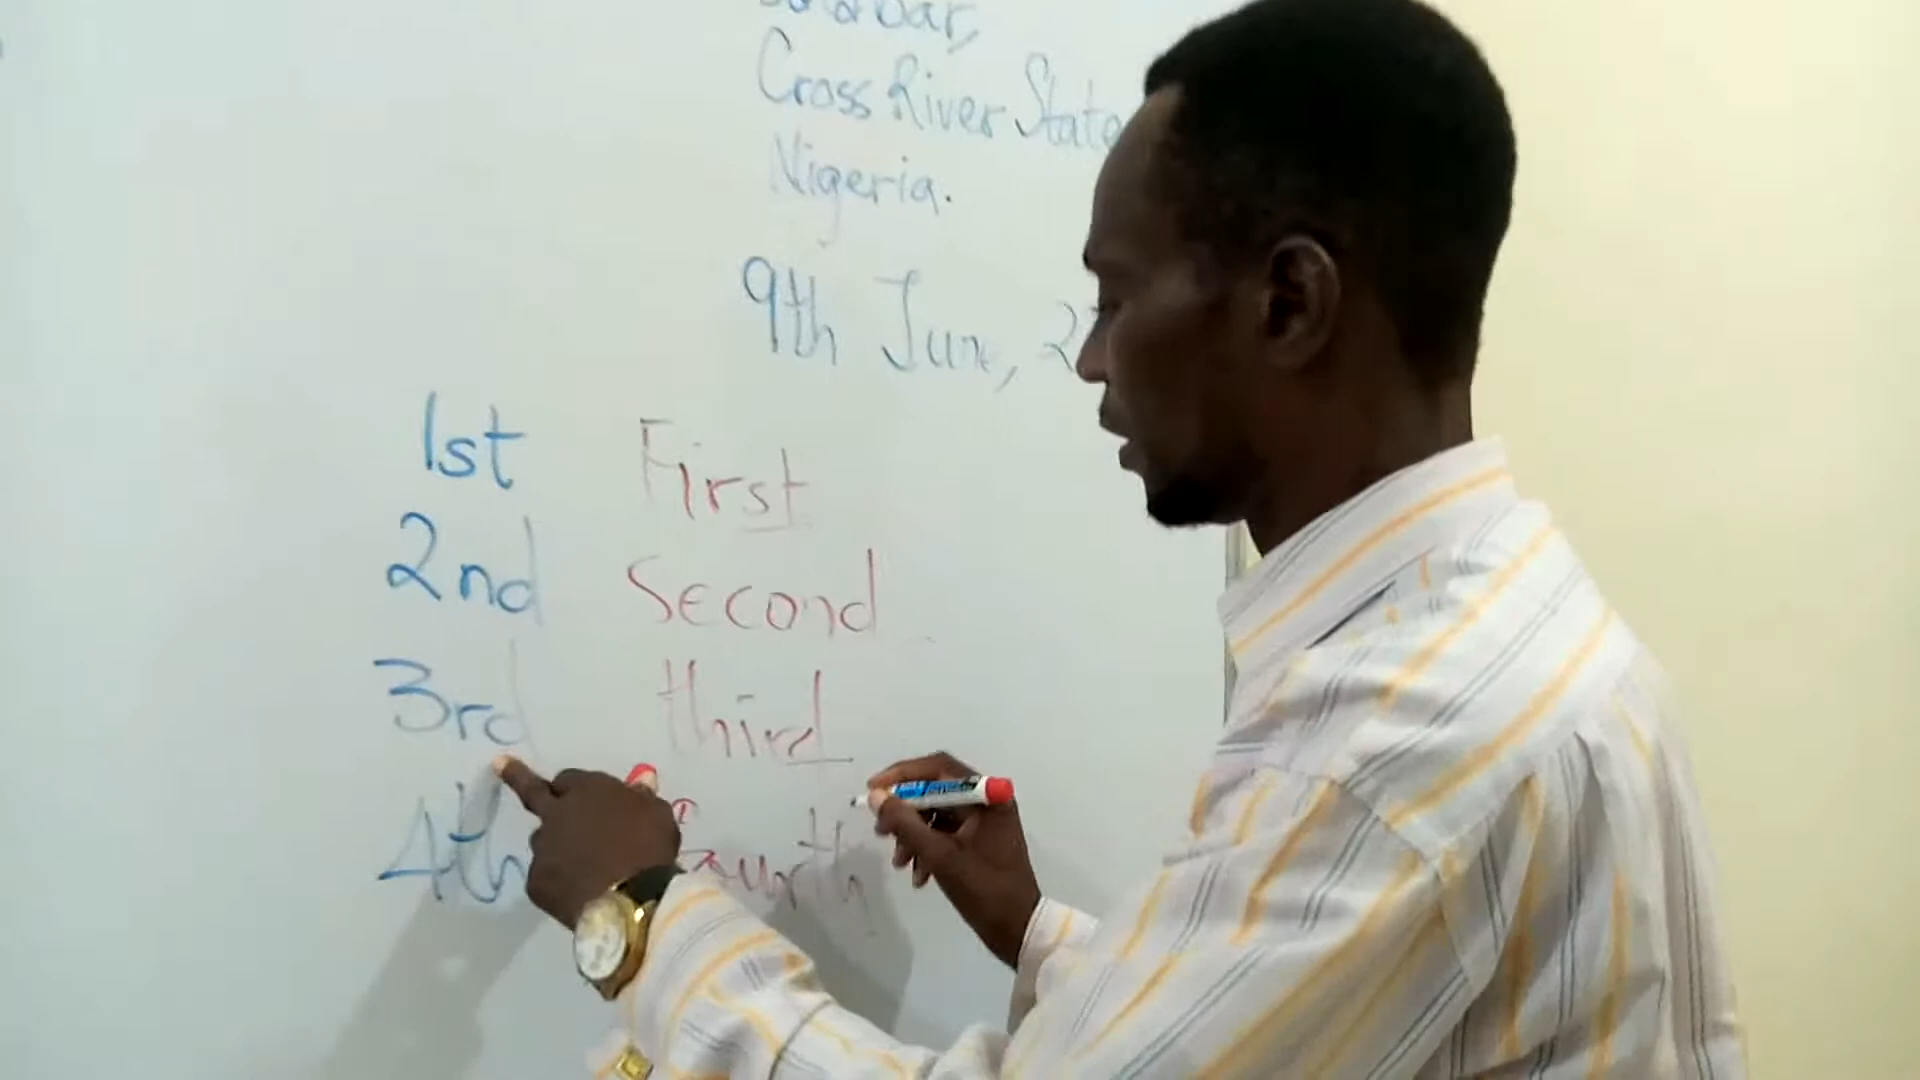 Cross River State
Nigeria.
9th June, 2
1st First
2nd Second
3rd third
4th Fourth